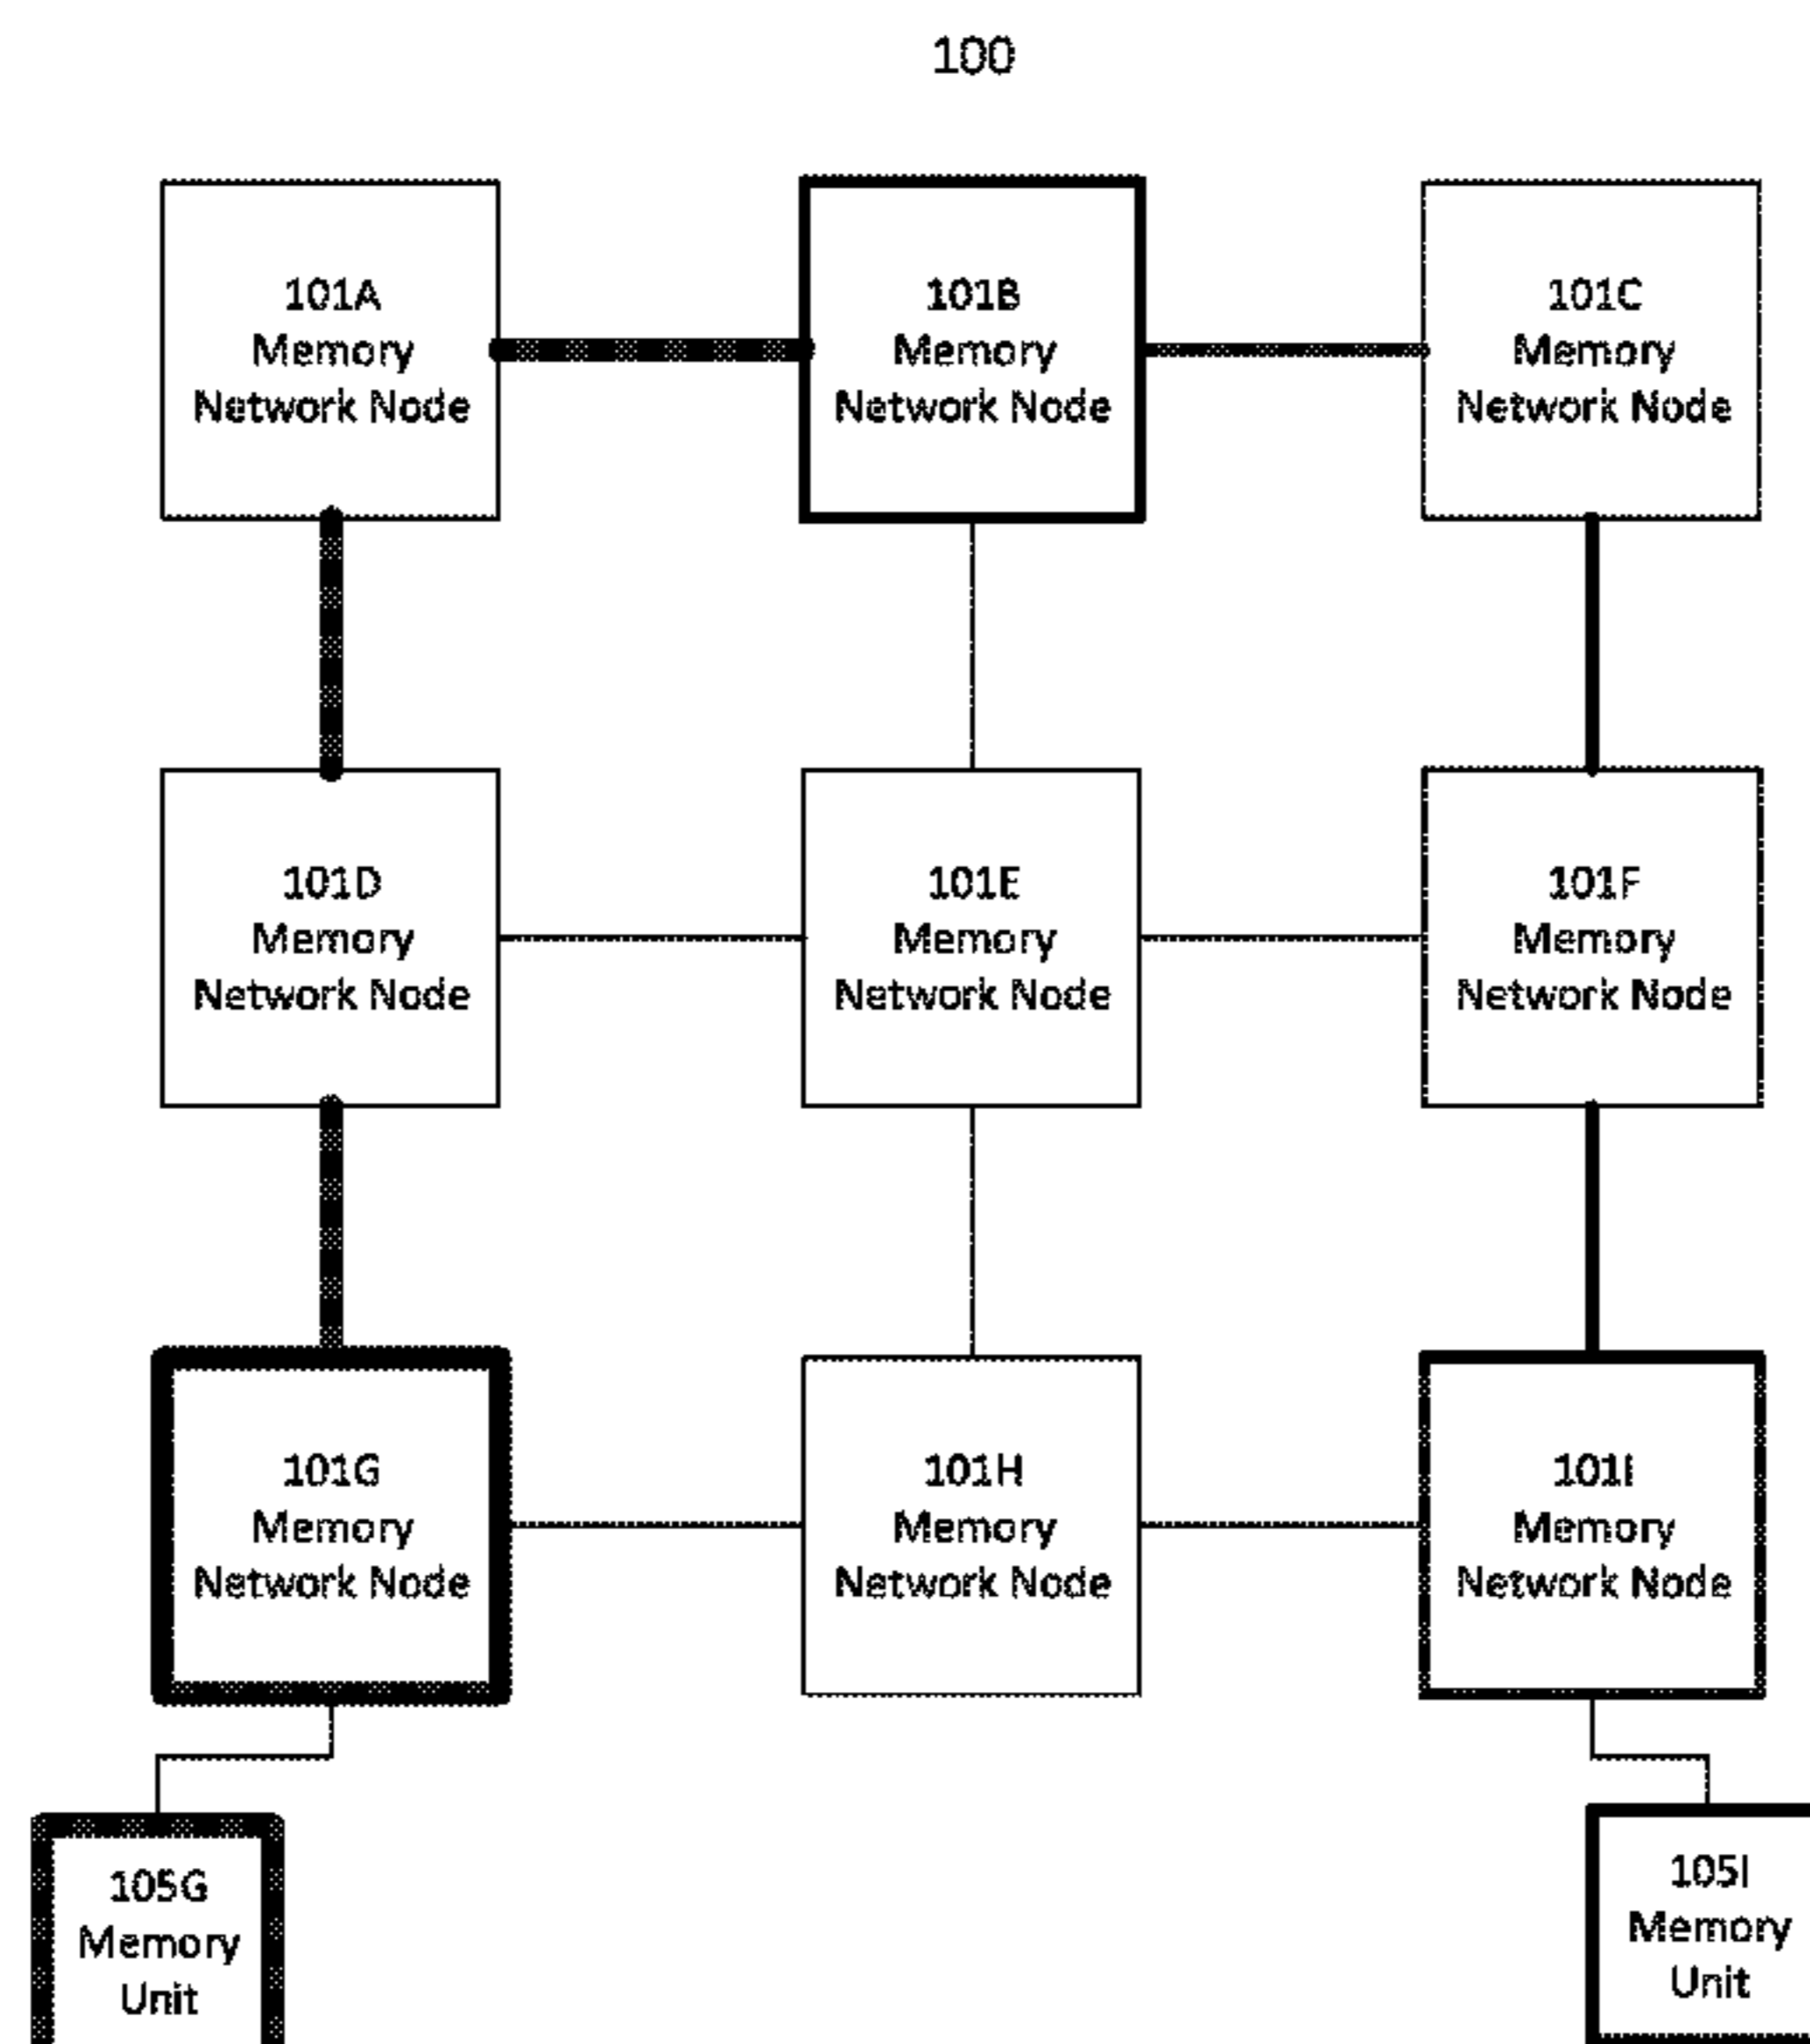 100
101A
Memory
Network Node
101B
Memory
Network Node
101C
Memory
Network Node
101D
Memory
Network Node
101E
Memory
Network Node
101F
Memory
Network Node
101G
Memory
Network Node
101H
Memory
Network Node
101I
Memory
Network Node
105G
Memory
Unit
105I
Memory
Unit